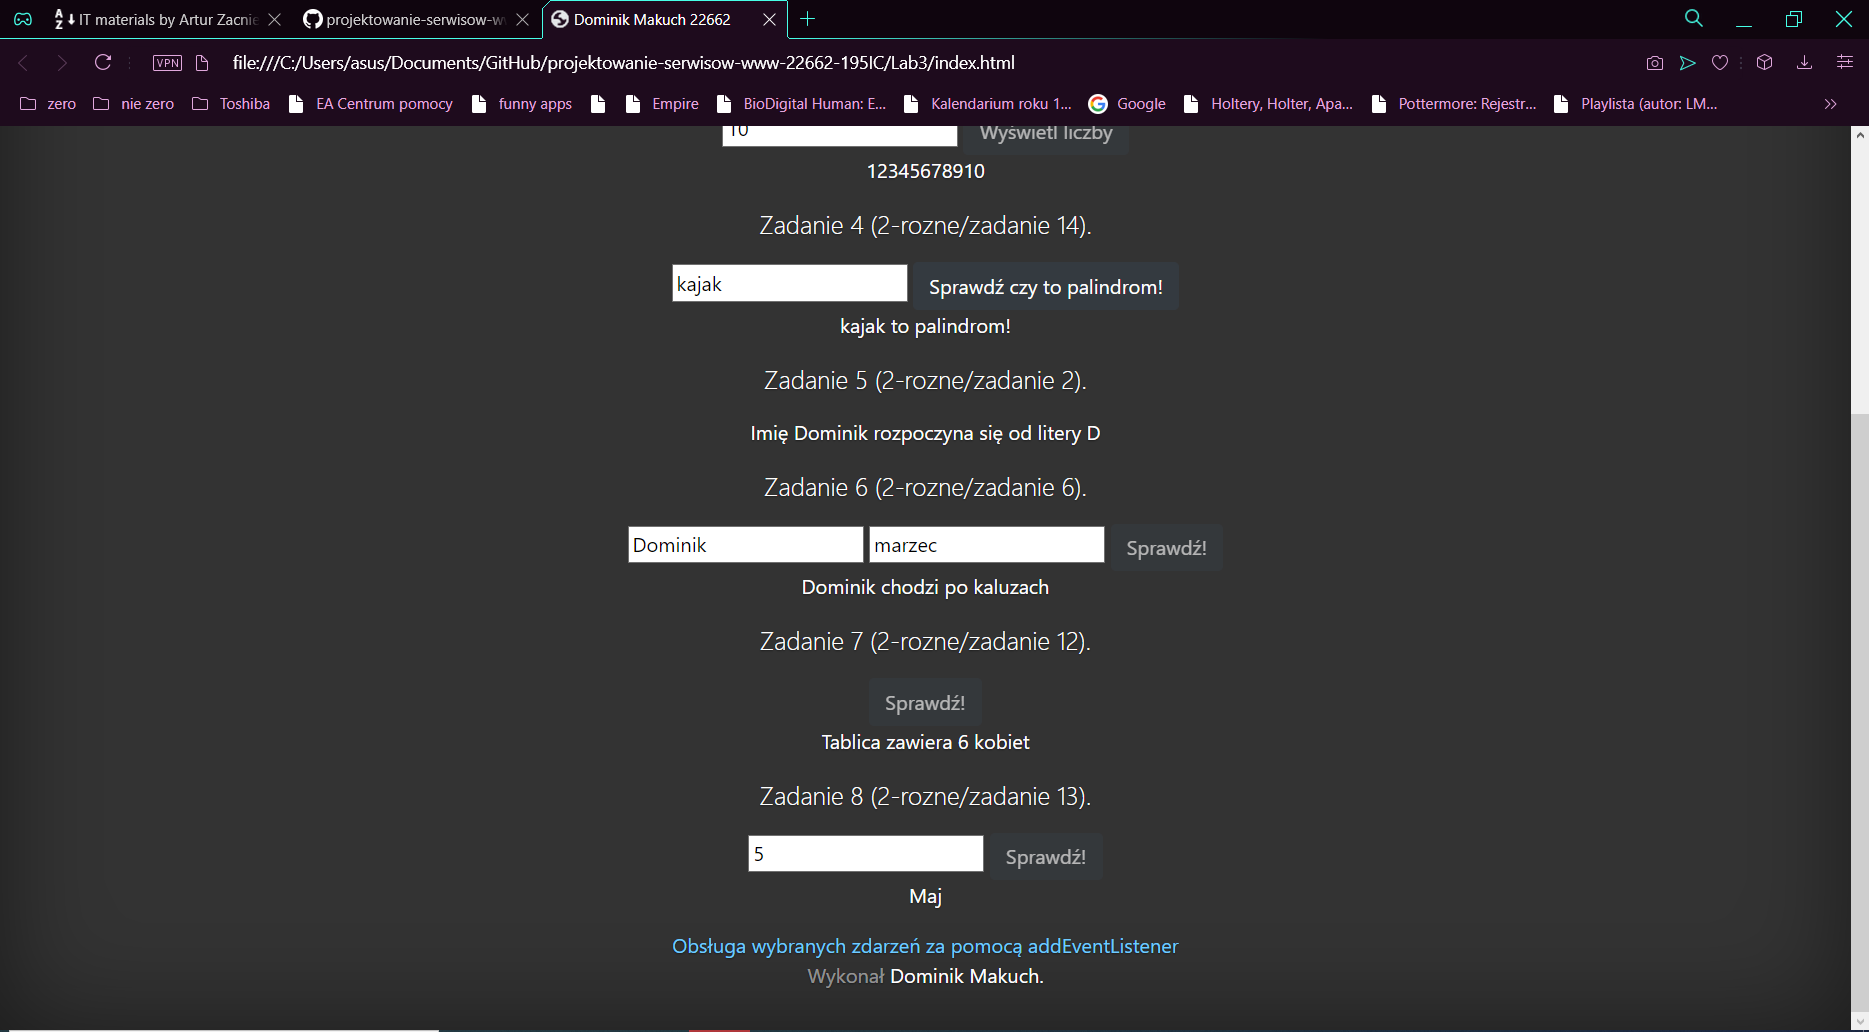 IT materials by Artur Zacnie
projektowanie-serwisow-w
Dominik Makuch 22662
VPN
file:///C:/Users/asus/Documents/GitHub/projektowanie-serwisow-www-22662-195IC/Lab3/index.html
zero nie zero Toshiba EA Centrum pomocy funny apps Empire BioDigital Human: E... Kalendarium roku 1... Google Holtery, Holter, Apa... Pottermore: Rejestr... Playlista (autor: LM...
10 Wyświetl liczby
12345678910
Zadanie 4 (2-rozne/zadanie 14).
kajak Sprawdź czy to palindrom!
kajak to palindrom!
Zadanie 5 (2-rozne/zadanie 2).
Imię Dominik rozpoczyna się od litery D
Zadanie 6 (2-rozne/zadanie 6).
Dominik marzec Sprawdź!
Dominik chodzi po kaluzach
Zadanie 7 (2-rozne/zadanie 12).
Sprawdź!
Tablica zawiera 6 kobiet
Zadanie 8 (2-rozne/zadanie 13).
5 Sprawdź!
Maj
Obsługa wybranych zdarzeń za pomocą addEventListener
Wykonał Dominik Makuch.